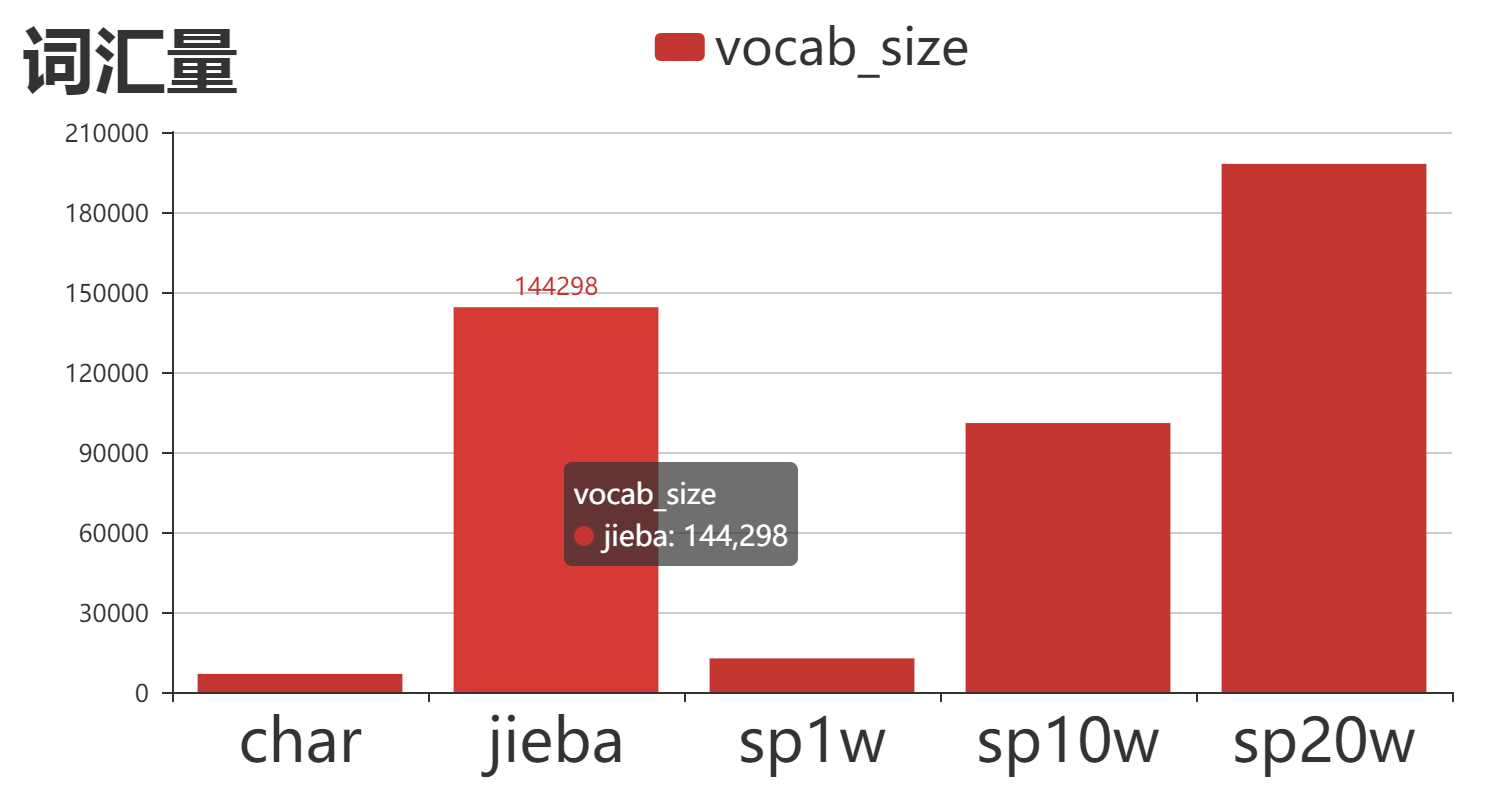 词汇量
vocab_size
210000
180000
150000
120000
90000
60000
30000
0
144298
vocab_size
jieba: 144,298
char
jieba
sp1w
sp10w
sp20w